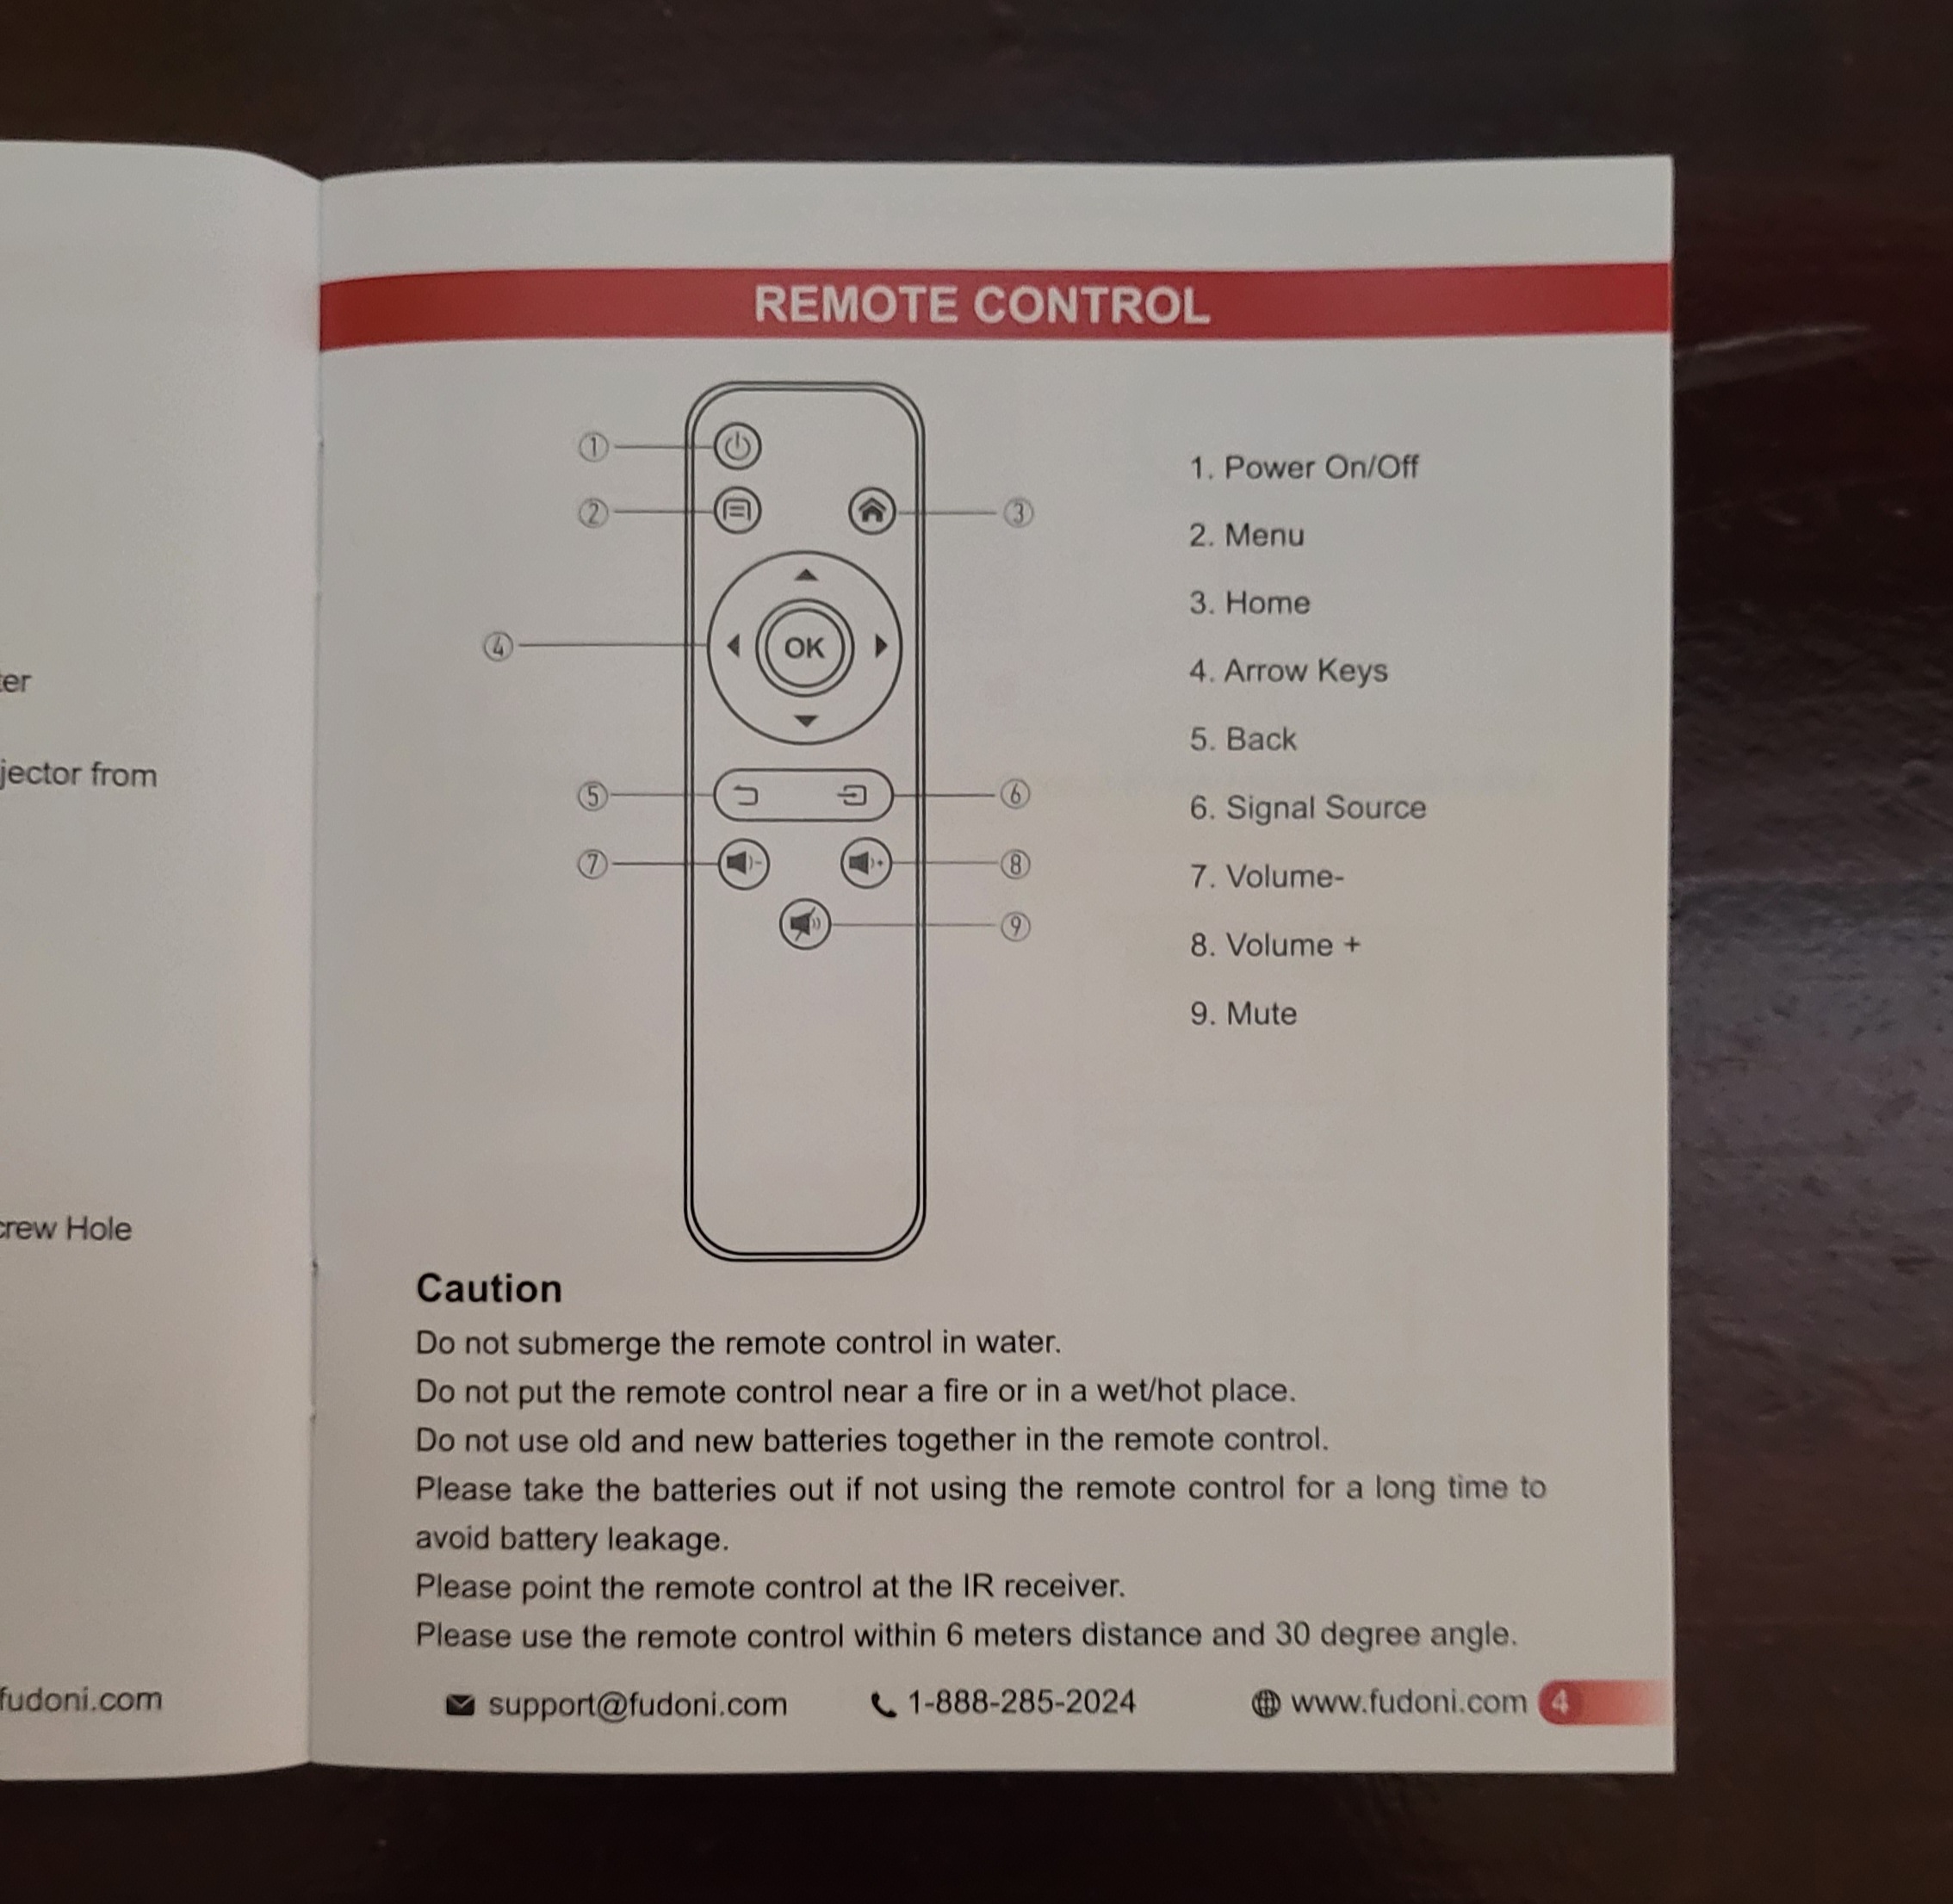 er
jector from
crew Hole
fudoni.com
REMOTE CONTROL
①
②
③
④
OK
⑤
⑥
⑦
⑧
⑨
1. Power On/Off
2. Menu
3. Home
4. Arrow Keys
5. Back
6. Signal Source
7. Volume-
8. Volume +
9. Mute
Caution
Do not submerge the remote control in water.
Do not put the remote control near a fire or in a wet/hot place.
Do not use old and new batteries together in the remote control.
Please take the batteries out if not using the remote control for a long time to
avoid battery leakage.
Please point the remote control at the IR receiver.
Please use the remote control within 6 meters distance and 30 degree angle.
support@fudoni.com 1-888-285-2024 www.fudoni.com 4